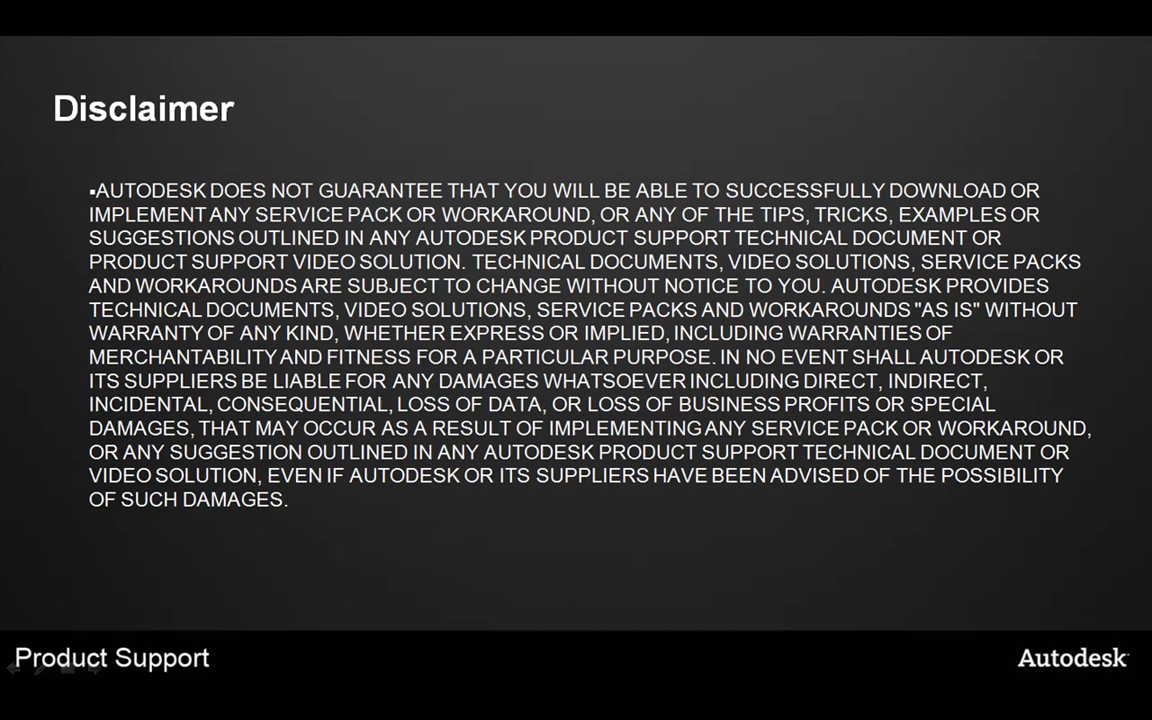 Disclaimer
▪AUTODESK DOES NOT GUARANTEE THAT YOU WILL BE ABLE TO SUCCESSFULLY DOWNLOAD OR
IMPLEMENT ANY SERVICE PACK OR WORKAROUND, OR ANY OF THE TIPS, TRICKS, EXAMPLES OR
SUGGESTIONS OUTLINED IN ANY AUTODESK PRODUCT SUPPORT TECHNICAL DOCUMENT OR
PRODUCT SUPPORT VIDEO SOLUTION. TECHNICAL DOCUMENTS, VIDEO SOLUTIONS, SERVICE PACKS
AND WORKAROUNDS ARE SUBJECT TO CHANGE WITHOUT NOTICE TO YOU. AUTODESK PROVIDES
TECHNICAL DOCUMENTS, VIDEO SOLUTIONS, SERVICE PACKS AND WORKAROUNDS "AS IS" WITHOUT
WARRANTY OF ANY KIND, WHETHER EXPRESS OR IMPLIED, INCLUDING WARRANTIES OF
MERCHANTABILITY AND FITNESS FOR A PARTICULAR PURPOSE. IN NO EVENT SHALL AUTODESK OR
ITS SUPPLIERS BE LIABLE FOR ANY DAMAGES WHATSOEVER INCLUDING DIRECT, INDIRECT,
INCIDENTAL, CONSEQUENTIAL, LOSS OF DATA, OR LOSS OF BUSINESS PROFITS OR SPECIAL
DAMAGES, THAT MAY OCCUR AS A RESULT OF IMPLEMENTING ANY SERVICE PACK OR WORKAROUND,
OR ANY SUGGESTION OUTLINED IN ANY AUTODESK PRODUCT SUPPORT TECHNICAL DOCUMENT OR
VIDEO SOLUTION, EVEN IF AUTODESK OR ITS SUPPLIERS HAVE BEEN ADVISED OF THE POSSIBILITY
OF SUCH DAMAGES.
Product Support
Autodesk